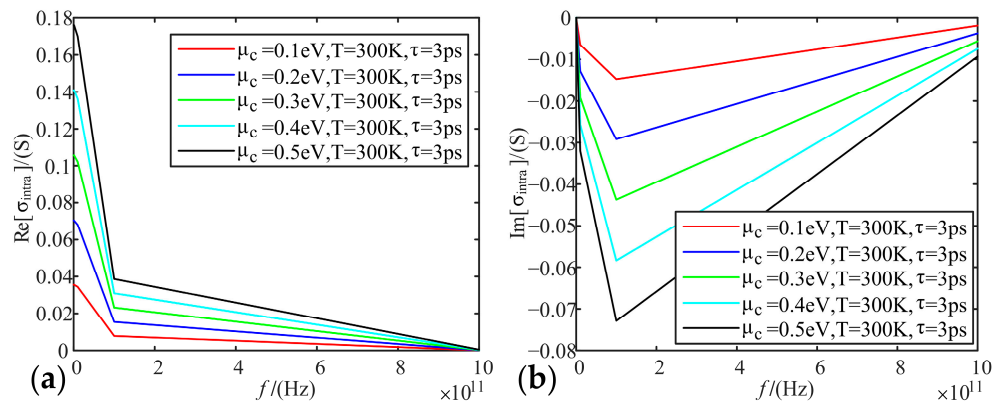 0.18
0.16
0.14
0.12
0.10
0.08
0.06
0.04
0.02
0
Re[σintra]/(S)
μc=0.1eV,T=300K,τ=3ps
μc=0.2eV,T=300K,τ=3ps
μc=0.3eV,T=300K,τ=3ps
μc=0.4eV,T=300K,τ=3ps
μc=0.5eV,T=300K,τ=3ps
0 2 4 6 8 10
f/(Hz) ×10¹¹
(a)
0
−0.01
−0.02
−0.03
−0.04
−0.05
−0.06
−0.07
−0.08
Im[σintra]/(S)
μc=0.1eV,T=300K,τ=3ps
μc=0.2eV,T=300K,τ=3ps
μc=0.3eV,T=300K,τ=3ps
μc=0.4eV,T=300K,τ=3ps
μc=0.5eV,T=300K,τ=3ps
0 2 4 6 8 10
f/(Hz) ×10¹¹
(b)